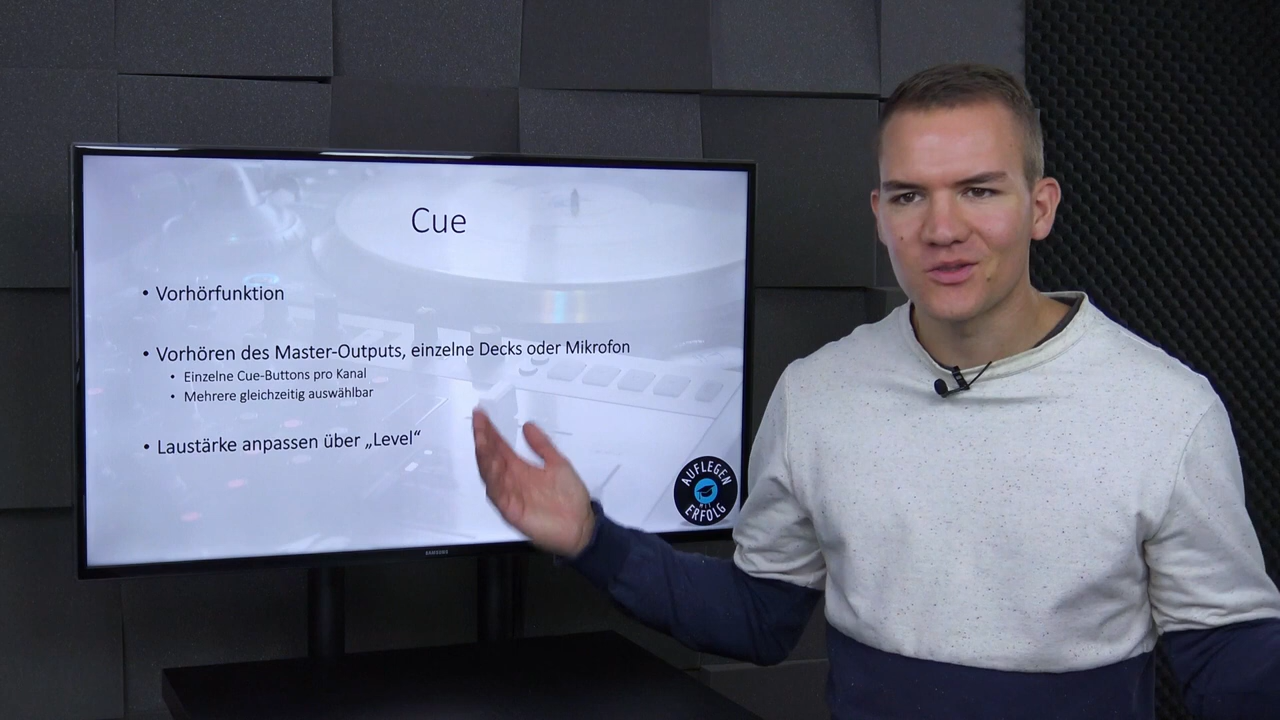 Cue
• Vorhörfunktion
• Vorhören des Master-Outputs, einzelne Decks oder Mikrofon
• Einzelne Cue-Buttons pro Kanal
• Mehrere gleichzeitig auswählbar
• Laustärke anpassen über „Level“
AUFLEGEN
MIT
ERFOLG
SAMSUNG